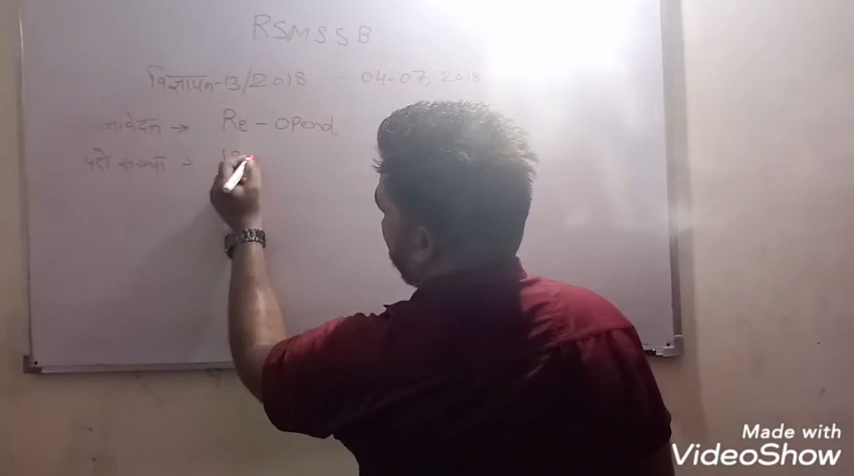 RSMSSB
विज्ञापन-13/2018 04-07, 2018
आवेदन → Re-opend.
पदो संख्या →
Made with
VideoShow